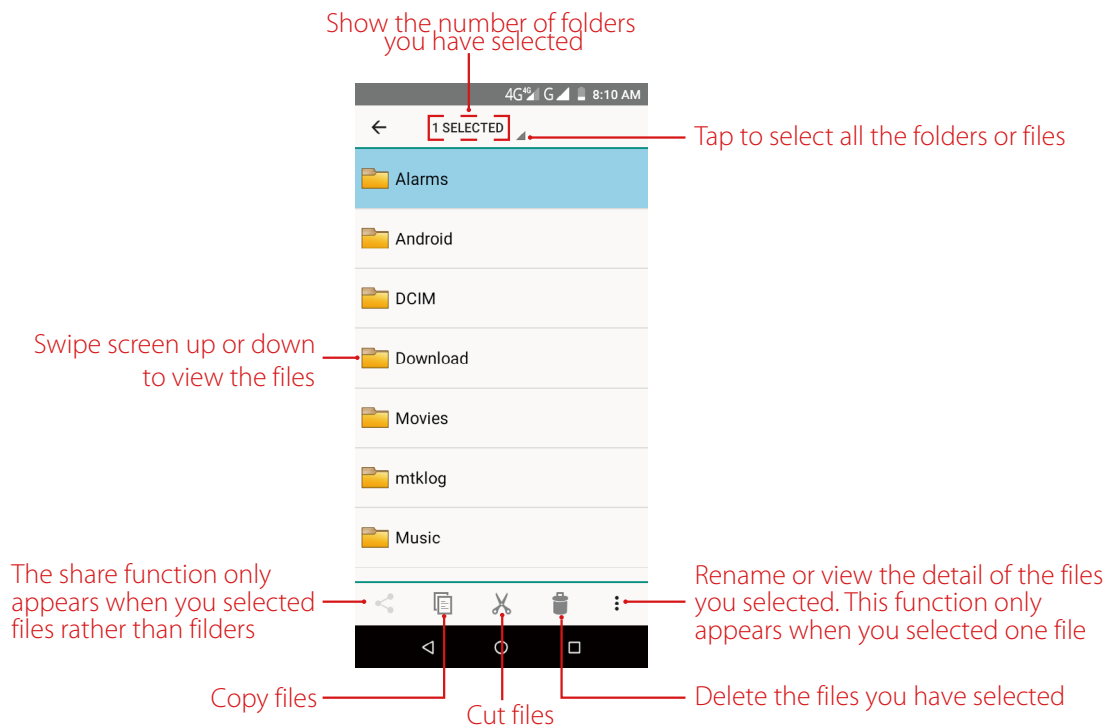 Show the number of folders
you have selected
4G 4G G 8:10 AM
1 SELECTED
Tap to select all the folders or files
Alarms
Android
DCIM
Swipe screen up or down
to view the files
Download
Movies
mtklog
Music
The share function only
appears when you selected
files rather than filders
Rename or view the detail of the files
you selected. This function only
appears when you selected one file
Copy files
Cut files
Delete the files you have selected